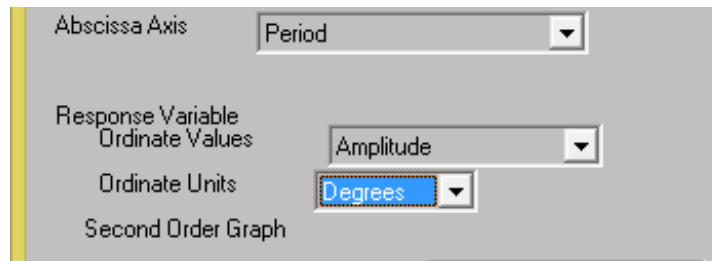 Abscissa Axis Period
Response Variable
Ordinate Values Amplitude
Ordinate Units Degrees
Second Order Graph